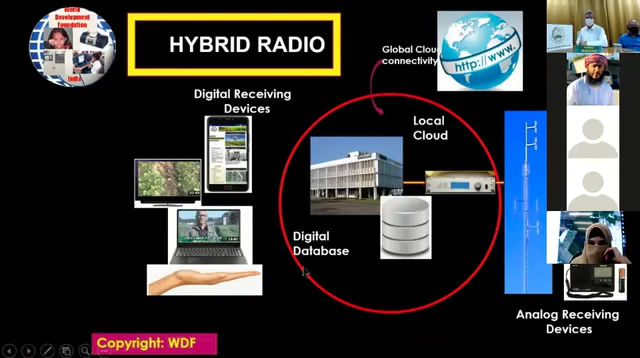 World
Development
Foundation
India
HYBRID RADIO
Global Clou
connectivity
http://www.
Digital Receiving
Devices
Local
Cloud
Digital
Database
Analog Receiving
Devices
Copyright: WDF